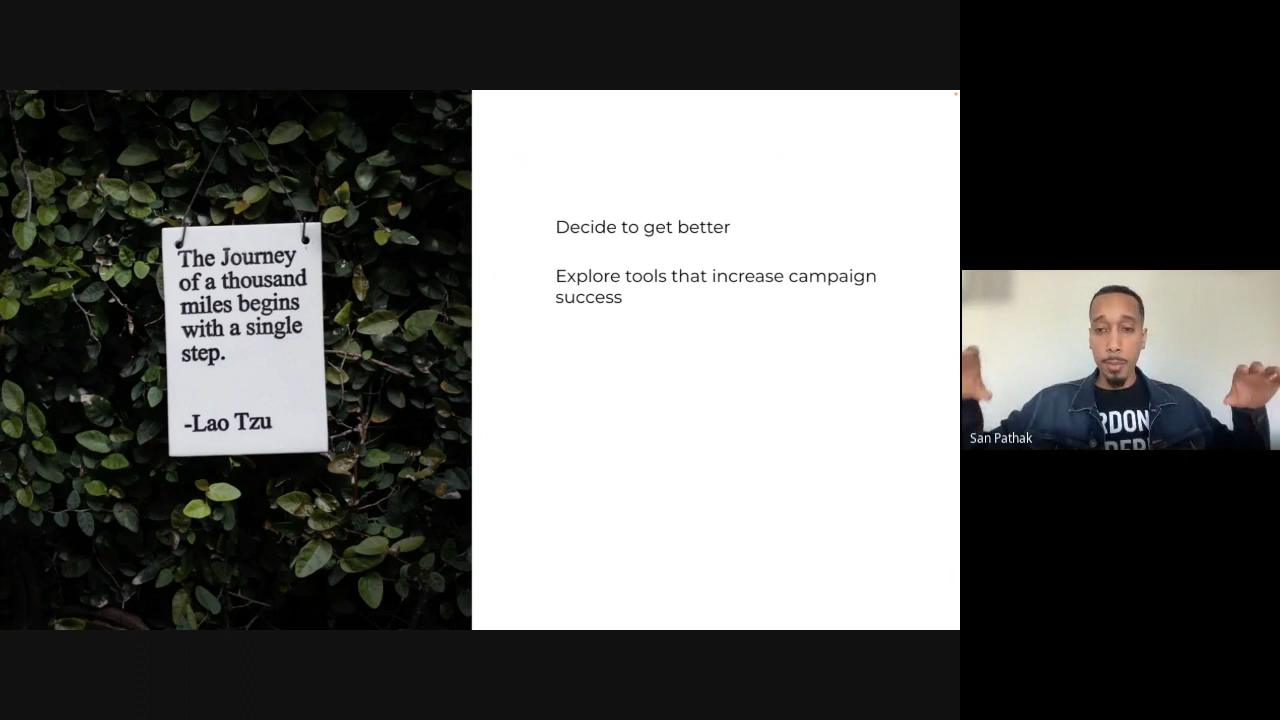 The Journey
of a thousand
miles begins
with a single
step.
-Lao Tzu
Decide to get better
Explore tools that increase campaign
success
San Pathak